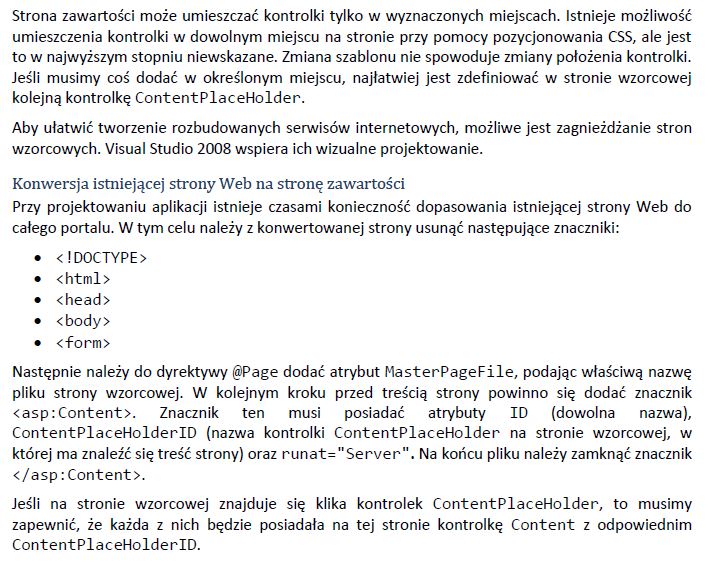 Strona zawartości może umieszczać kontrolki tylko w wyznaczonych miejscach. Istnieje możliwość
umieszczenia kontrolki w dowolnym miejscu na stronie przy pomocy pozycjonowania CSS, ale jest
to w najwyższym stopniu niewskazane. Zmiana szablonu nie spowoduje zmiany położenia kontrolki.
Jeśli musimy coś dodać w określonym miejscu, najłatwiej jest zdefiniować w stronie wzorcowej
kolejną kontrolkę ContentPlaceHolder.
Aby ułatwić tworzenie rozbudowanych serwisów internetowych, możliwe jest zagnieżdżanie stron
wzorcowych. Visual Studio 2008 wspiera ich wizualne projektowanie.
Konwersja istniejącej strony Web na stronę zawartości
Przy projektowaniu aplikacji istnieje czasami konieczność dopasowania istniejącej strony Web do
całego portalu. W tym celu należy z konwertowanej strony usunąć następujące znaczniki:
• <!DOCTYPE>
• <html>
• <head>
• <body>
• <form>
Następnie należy do dyrektywy @Page dodać atrybut MasterPageFile, podając właściwą nazwę
pliku strony wzorcowej. W kolejnym kroku przed treścią strony powinno się dodać znacznik
<asp:Content>. Znacznik ten musi posiadać atrybuty ID (dowolna nazwa),
ContentPlaceHolderID (nazwa kontrolki ContentPlaceHolder na stronie wzorcowej, w
której ma znaleźć się treść strony) oraz runat="Server". Na końcu pliku należy zamknąć znacznik
</asp:Content>.
Jeśli na stronie wzorcowej znajduje się klika kontrolek ContentPlaceHolder, to musimy
zapewnić, że każda z nich będzie posiadała na tej stronie kontrolkę Content z odpowiednim
ContentPlaceHolderID.